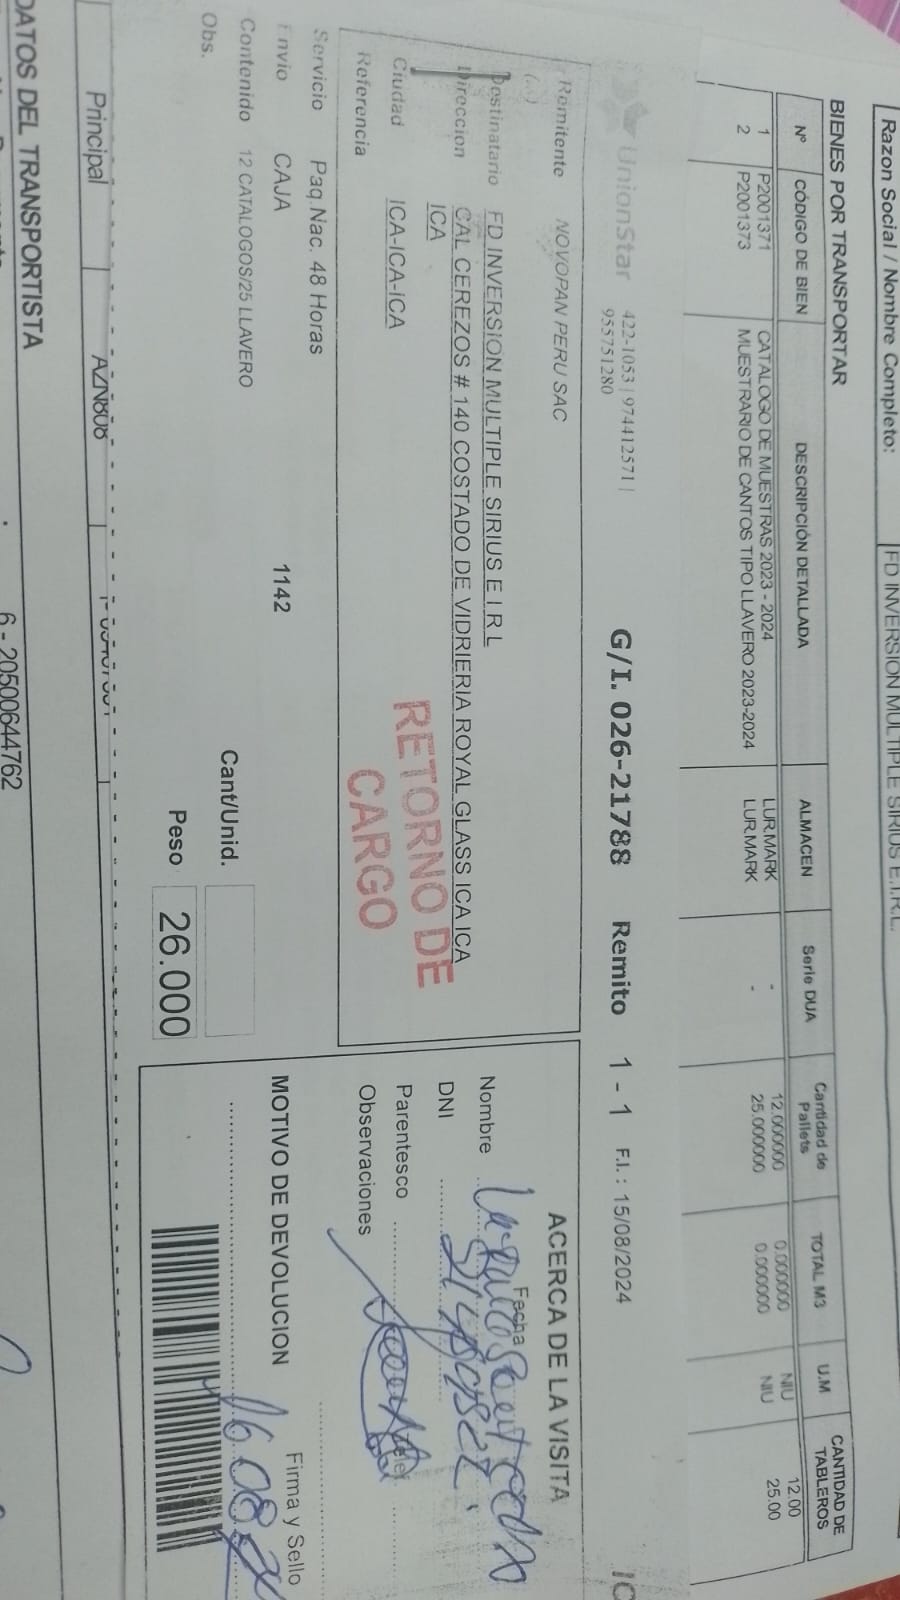 Razon Social / Nombre Completo: FD INVERSION MULTIPLE SIRIUS E.I.R.L.
BIENES POR TRANSPORTAR
Nº CÓDIGO DE BIEN DESCRIPCIÓN DETALLADA ALMACEN Serie DUA Cantidad de Pallets TOTAL M3 U.M CANTIDAD DE TABLEROS
1 P2001371 CATALOGO DE MUESTRAS 2023 - 2024 LUR.MARK - 12.000000 0.000000 NIU 12.00
2 P2001373 MUESTRARIO DE CANTOS TIPO LLAVERO 2023-2024 LUR.MARK - 25.000000 0.000000 NIU 25.00
UnionStar 422-1053 | 974412571 |
955751280
G/I. 026-21788 Remito 1 - 1 F.I. : 15/08/2024
Remitente NOVOPAN PERU SAC
Destinatario FD INVERSION MULTIPLE SIRIUS E I R L
Direccion CAL CEREZOS # 140 COSTADO DE VIDRIERIA ROYAL GLASS ICA ICA
ICA
Ciudad ICA-ICA-ICA
Referencia
RETORNO DE
CARGO
ACERCA DE LA VISITA
Fecha
Nombre
DNI
Parentesco
Observaciones
Servicio Paq.Nac. 48 Horas
Envio CAJA 1142
Contenido 12 CATALOGOS/25 LLAVERO
Obs.
Cant/Unid.
Peso 26.000
MOTIVO DE DEVOLUCION
Firma y Sello
Principal AZN808
DATOS DEL TRANSPORTISTA
6 - 20500644762